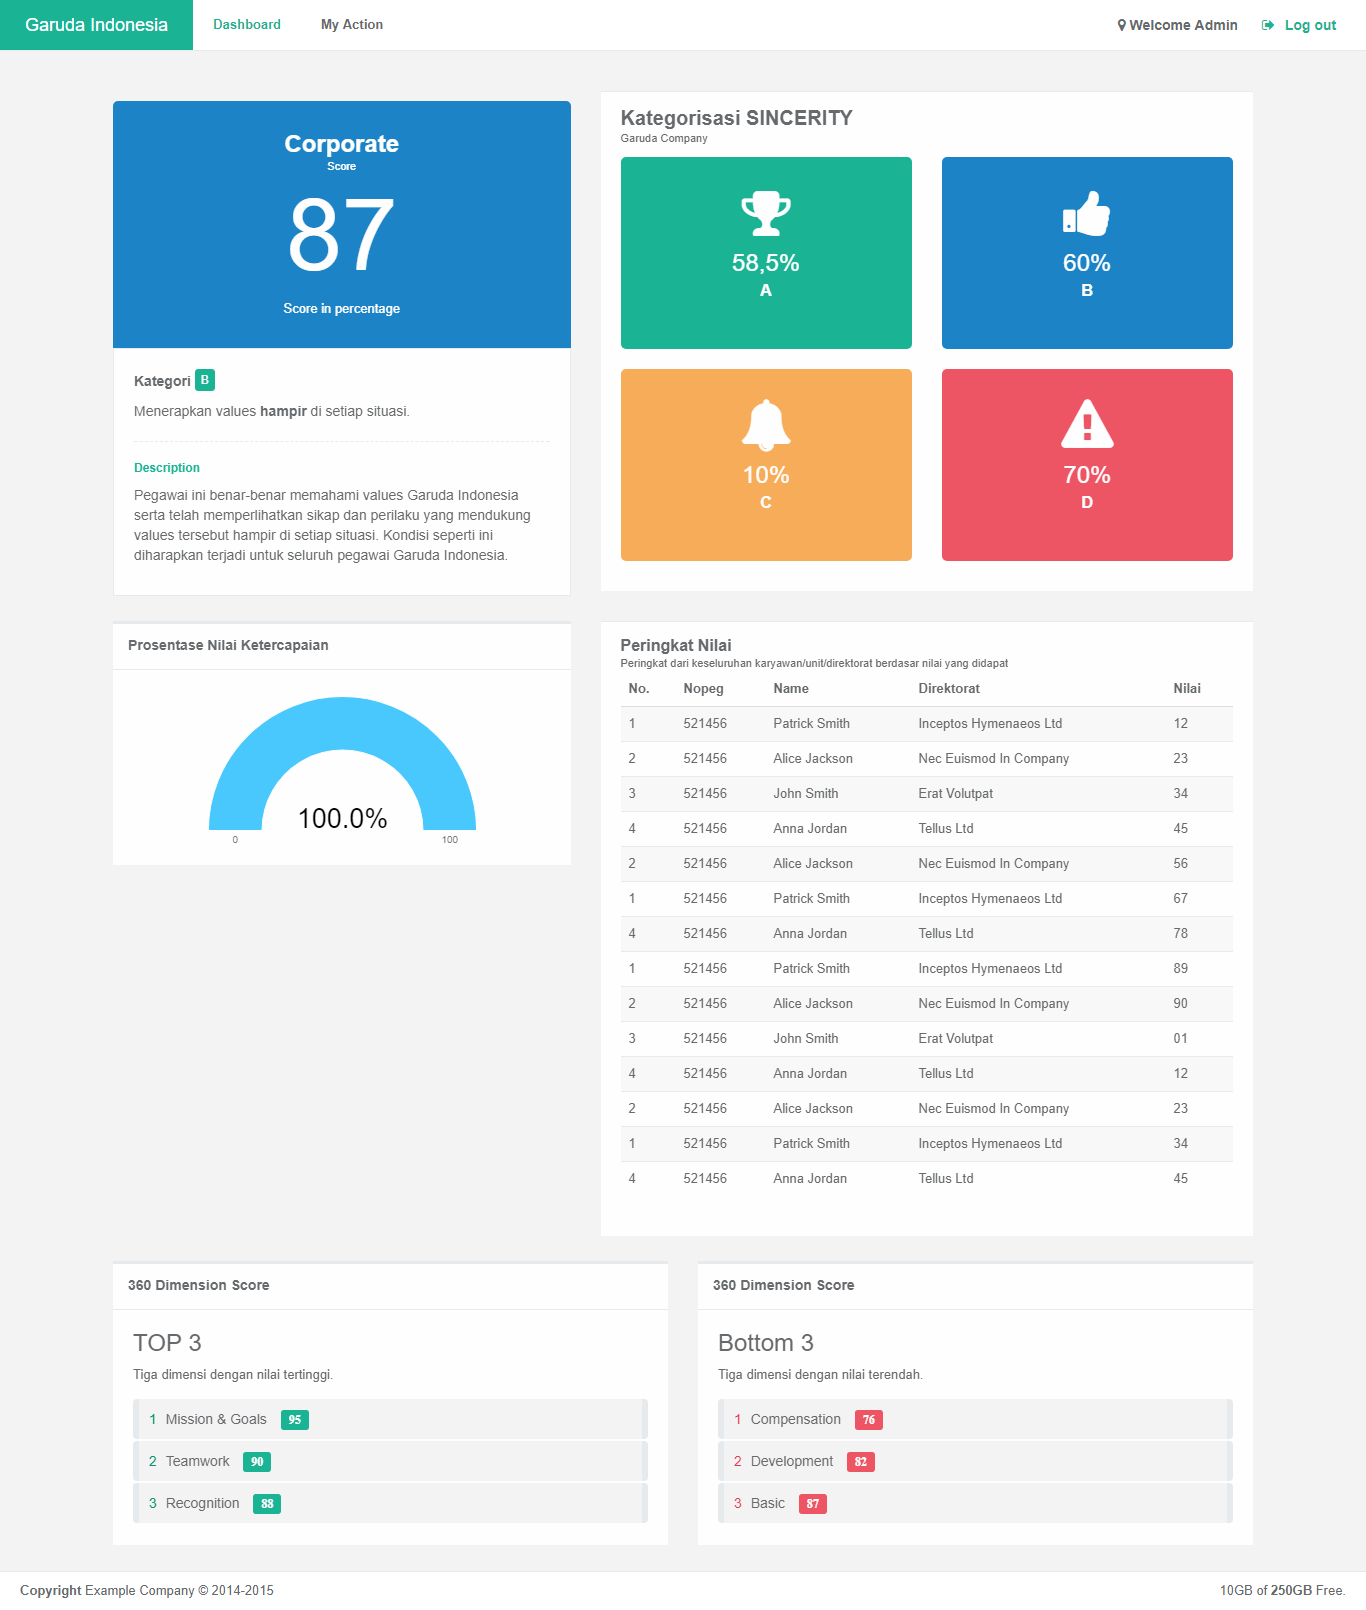 Garuda Indonesia Dashboard My Action Welcome Admin Log out
Corporate
Score
87
Score in percentage
Kategori B
Menerapkan values hampir di setiap situasi.
Description
Pegawai ini benar-benar memahami values Garuda Indonesia
serta telah memperlihatkan sikap dan perilaku yang mendukung
values tersebut hampir di setiap situasi. Kondisi seperti ini
diharapkan terjadi untuk seluruh pegawai Garuda Indonesia.
Kategorisasi SINCERITY
Garuda Company
58,5%
A
60%
B
10%
C
70%
D
Prosentase Nilai Ketercapaian
100.0%
0 100
Peringkat Nilai
Peringkat dari keseluruhan karyawan/unit/direktorat berdasar nilai yang didapat
No. Nopeg Name Direktorat Nilai
1 521456 Patrick Smith Inceptos Hymenaeos Ltd 12
2 521456 Alice Jackson Nec Euismod In Company 23
3 521456 John Smith Erat Volutpat 34
4 521456 Anna Jordan Tellus Ltd 45
2 521456 Alice Jackson Nec Euismod In Company 56
1 521456 Patrick Smith Inceptos Hymenaeos Ltd 67
4 521456 Anna Jordan Tellus Ltd 78
1 521456 Patrick Smith Inceptos Hymenaeos Ltd 89
2 521456 Alice Jackson Nec Euismod In Company 90
3 521456 John Smith Erat Volutpat 01
4 521456 Anna Jordan Tellus Ltd 12
2 521456 Alice Jackson Nec Euismod In Company 23
1 521456 Patrick Smith Inceptos Hymenaeos Ltd 34
4 521456 Anna Jordan Tellus Ltd 45
360 Dimension Score
TOP 3
Tiga dimensi dengan nilai tertinggi.
1 Mission & Goals 95
2 Teamwork 90
3 Recognition 88
360 Dimension Score
Bottom 3
Tiga dimensi dengan nilai terendah.
1 Compensation 76
2 Development 82
3 Basic 87
Copyright Example Company © 2014-2015
10GB of 250GB Free.